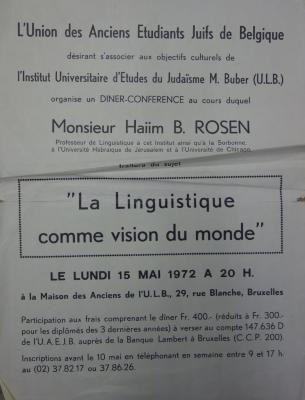 L'Union des Anciens Etudiants Juifs de Belgique
désirant s'associer aux objectifs culturels de
l'Institut Universitaire d'Etudes du Judaïsme M. Buber (U.L.B.)
organise un DINER-CONFERENCE au cours duquel
Monsieur Haiim B. ROSEN
Professeur de Linguistique à cet Institut ainsi qu'à la Sorbonne,
à l'Université Hébraïque de Jérusalem et à l'Université de Chicago,
traitera du sujet
"La Linguistique
comme vision du monde"
LE LUNDI 15 MAI 1972 A 20 H.
à la Maison des Anciens de l'U.L.B., 29, rue Blanche, Bruxelles
Participation aux frais comprenant le dîner Fr. 400.- (réduits à Fr. 300.-
pour les diplômés des 3 dernières années) à verser au compte 147.636 D
de l'U.A.E.J.B. auprès de la Banque Lambert à Bruxelles (C.C.P. 200).
Inscriptions avant le 10 mai en téléphonant en semaine entre 9 et 17 h.
au (02) 37.82.17 ou 37.86.26.